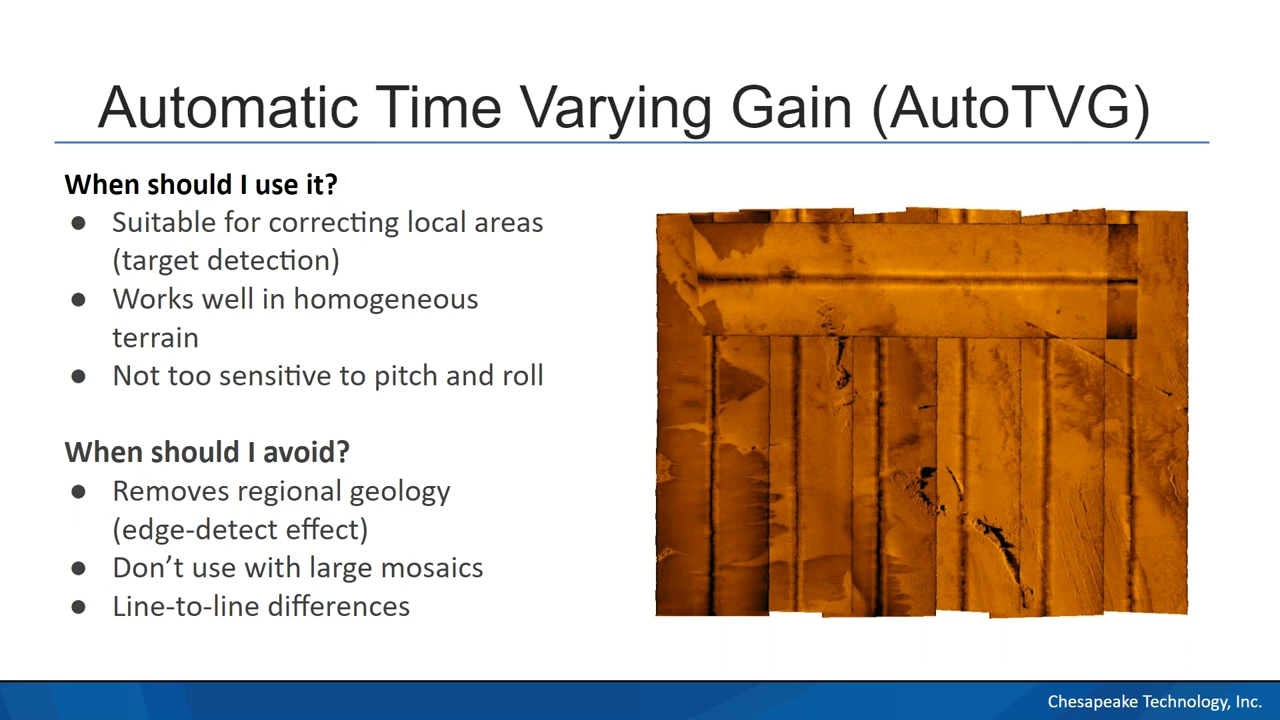 Automatic Time Varying Gain (AutoTVG)
When should I use it?
● Suitable for correcting local areas
(target detection)
● Works well in homogeneous
terrain
● Not too sensitive to pitch and roll
When should I avoid?
● Removes regional geology
(edge-detect effect)
● Don’t use with large mosaics
● Line-to-line differences
Chesapeake Technology, Inc.